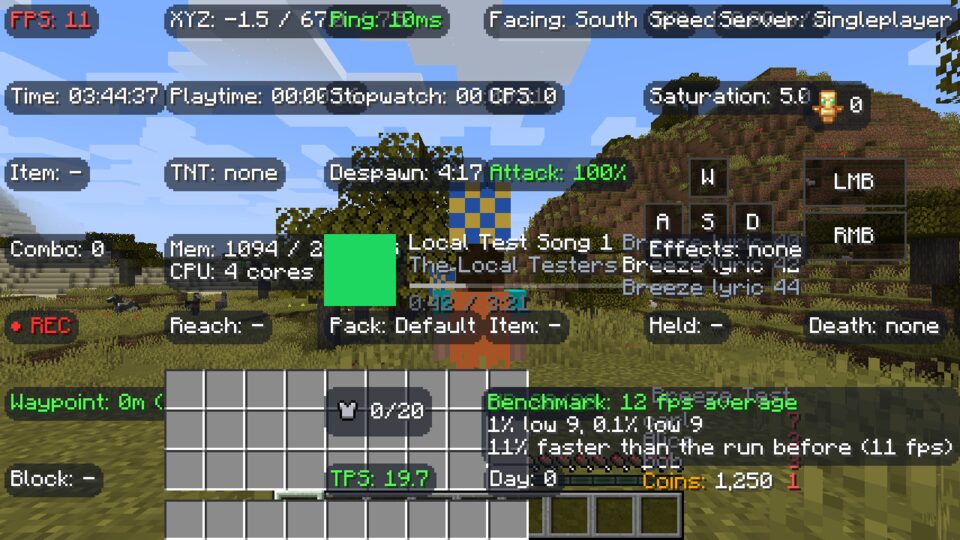 FPS: 11
XYZ: -1.5 / 67
Ping: 10ms
Facing: South
Speed
Server: Singleplayer
Time: 03:44:37
Playtime: 00:00
Stopwatch: 00
CPS: 0
Saturation: 5.0
0
Item: -
TNT: none
Despawn: 4:17
Attack: 100%
W
LMB
A S D
RMB
Combo: 0
Mem: 1094 / 2
CPU: 4 cores
Local Test Song 1
The Local Testers
0:42 / 3:21
Effects: none
Breeze lyric 42
Breeze lyric 44
REC
Reach: -
Pack: Default
Item: -
Held: -
Death: none
Waypoint: 0m (
0/20
Breeze Test
Benchmark: 12 fps average
1% low 9, 0.1% low 9
11% faster than the run before (11 fps)
Block: -
TPS: 19.7
Day: 0
Coins: 1,250
1